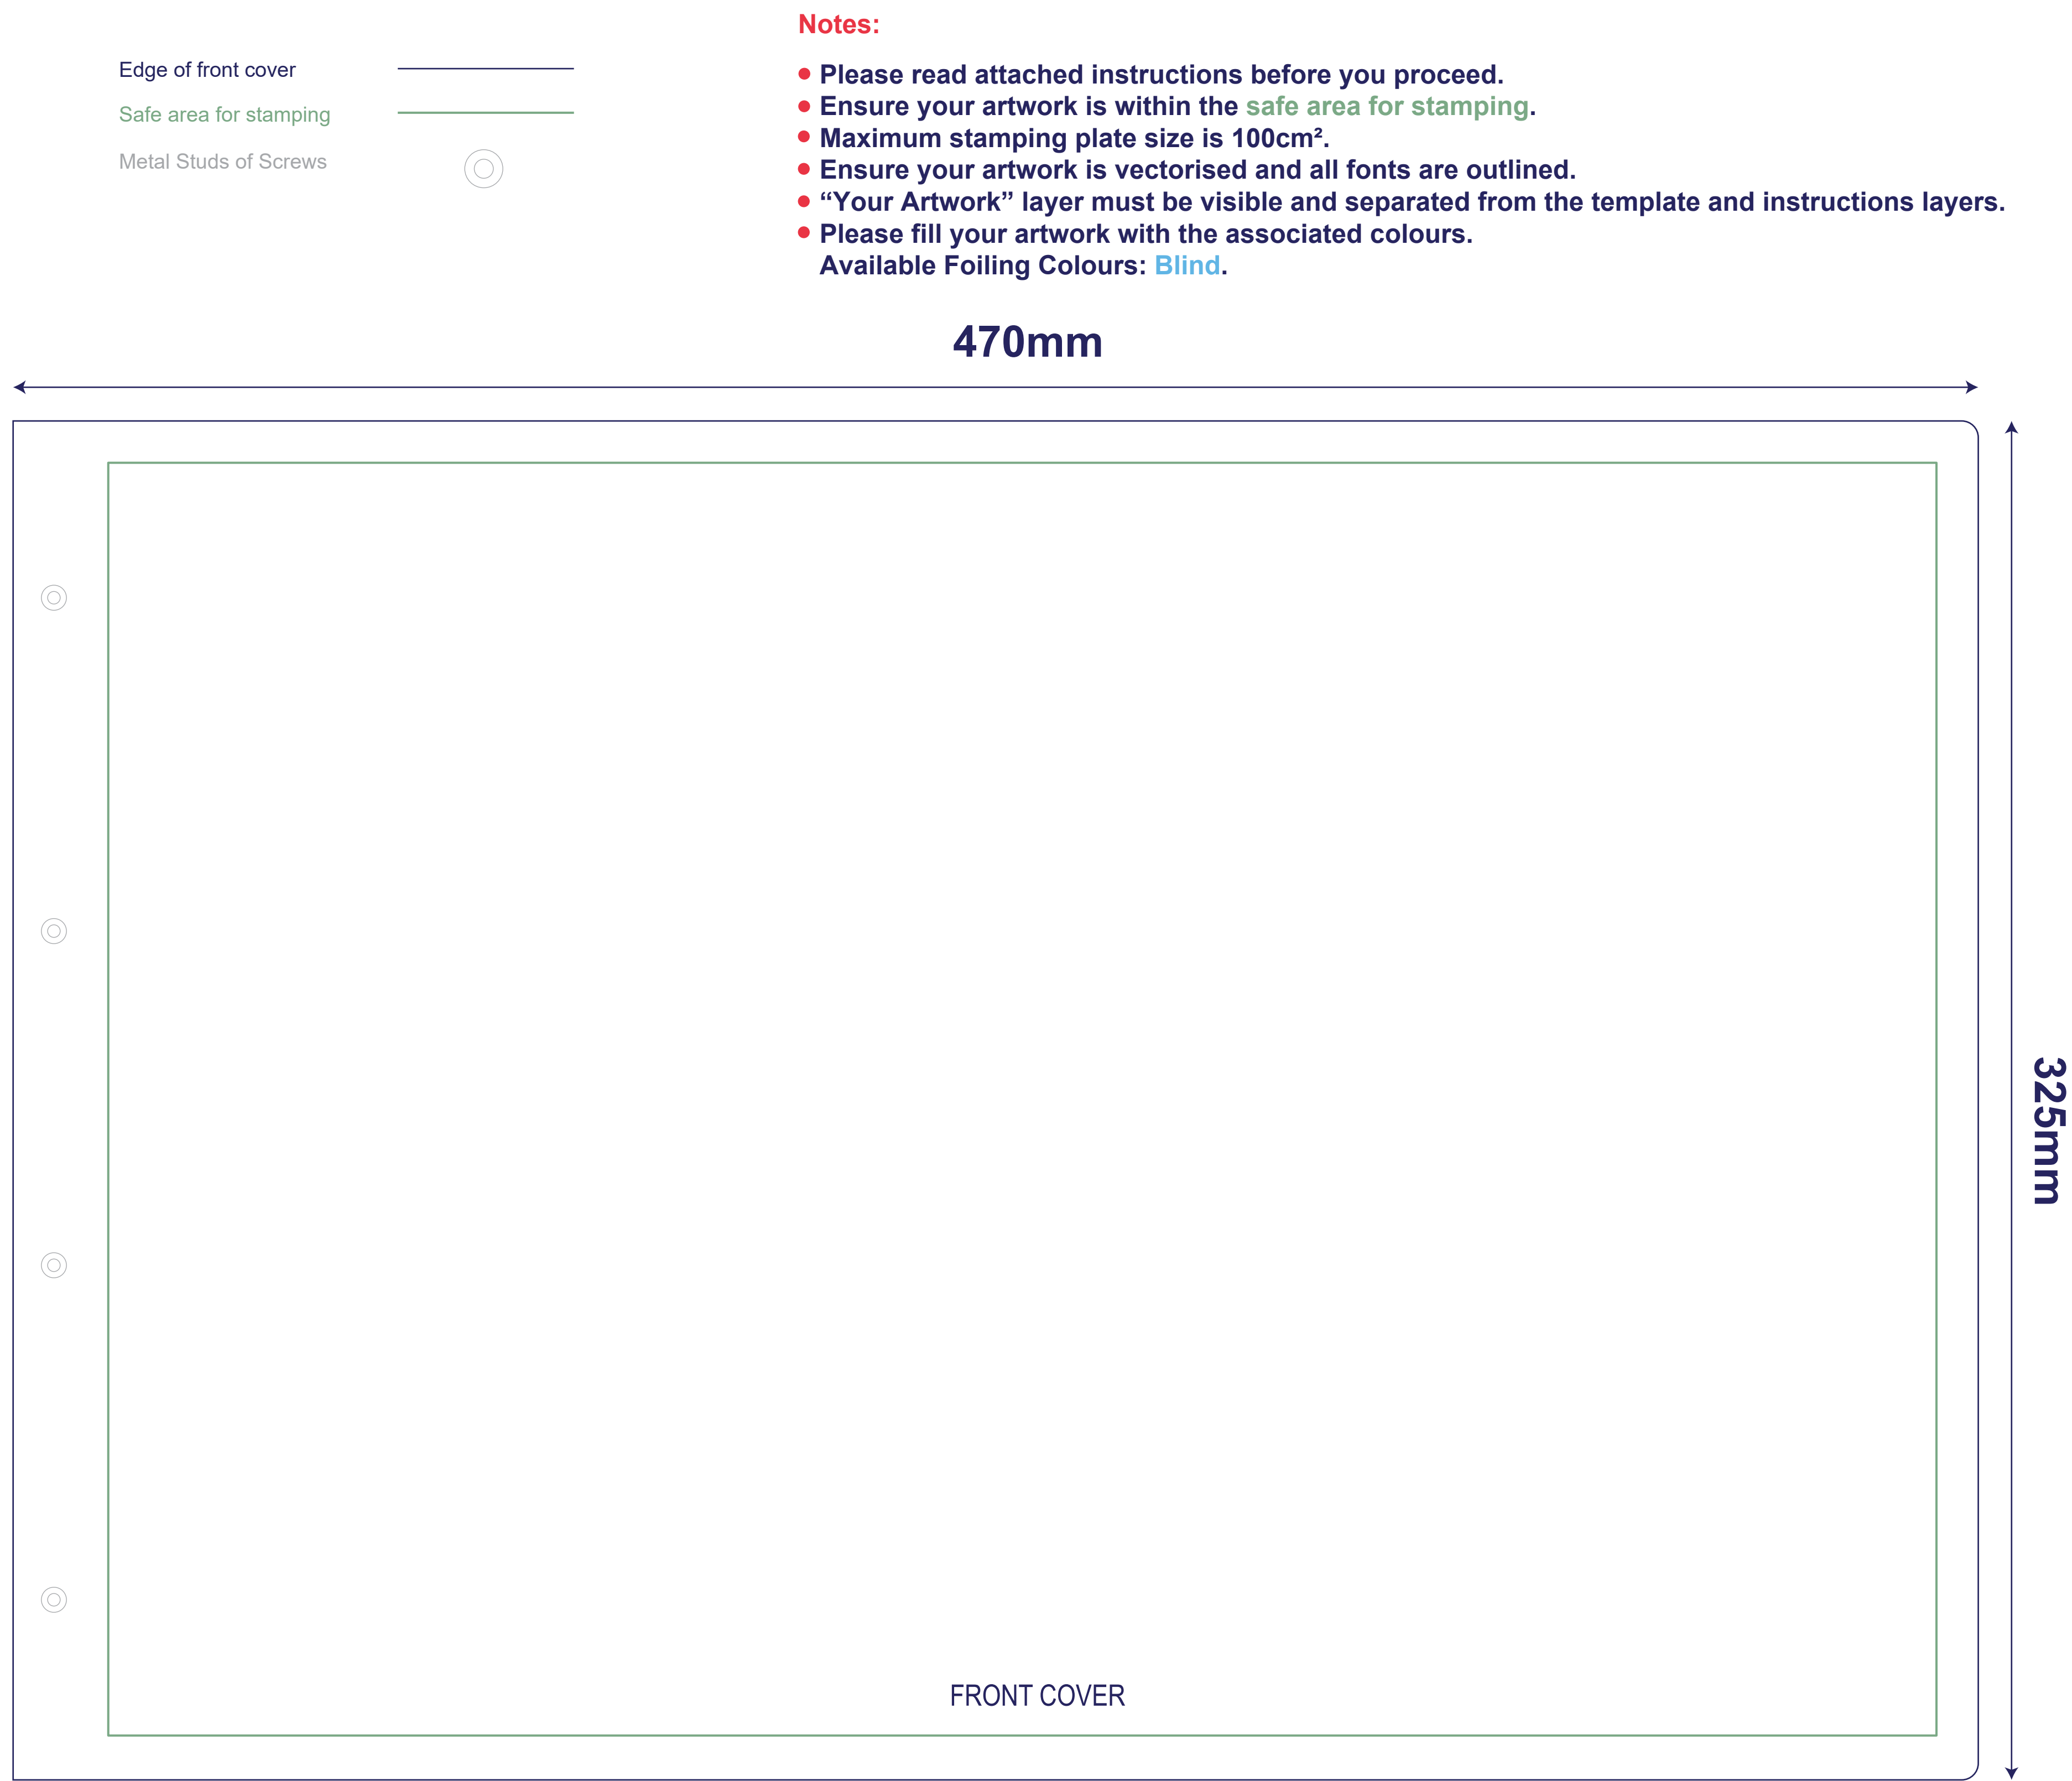 Edge of front cover
Safe area for stamping
Metal Studs of Screws
Notes:
Please read attached instructions before you proceed.
Ensure your artwork is within the safe area for stamping.
Maximum stamping plate size is 100cm².
Ensure your artwork is vectorised and all fonts are outlined.
“Your Artwork” layer must be visible and separated from the template and instructions layers.
Please fill your artwork with the associated colours.
Available Foiling Colours: Blind.
470mm
325mm
FRONT COVER